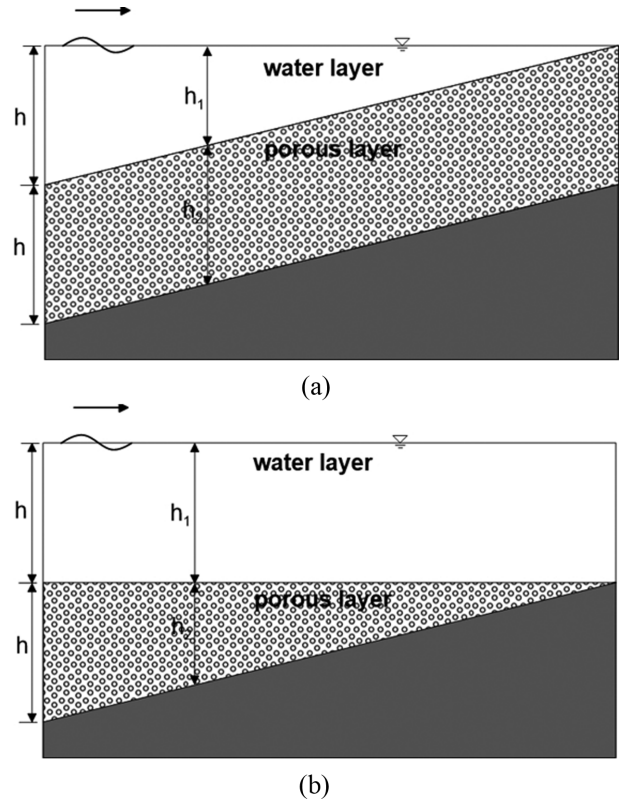 water layer
h₁
h
porous layer
h₂
h
(a)
water layer
h
h₁
porous layer
h₂
h
(b)